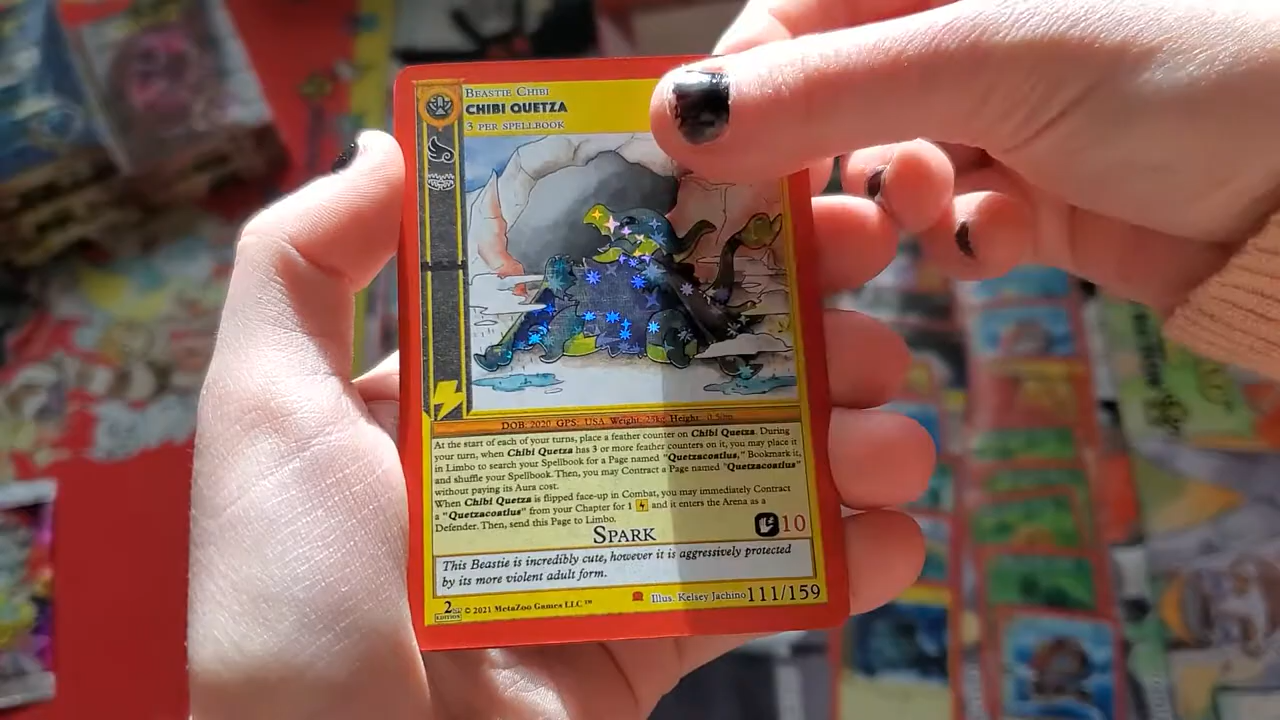 BEASTIE CHIBI
CHIBI QUETZA
3 PER SPELLBOOK
DOB: 2020 GPS: USA Weight: 25kg Height: 0.5m
At the start of each of your turns, place a feather counter on Chibi Quetza. During
your turn, when Chibi Quetza has 3 or more feather counters on it, you may place it
in Limbo to search your Spellbook for a Page named "Quetzacoatlus," Bookmark it,
and shuffle your Spellbook. Then, you may Contract a Page named "Quetzacoatlus"
without paying its Aura cost.
When Chibi Quetza is flipped face-up in Combat, you may immediately Contract
a "Quetzacoatlus" from your Chapter for 1 and it enters the Arena as a
Defender. Then, send this Page to Limbo.
SPARK 10
This Beastie is incredibly cute, however it is aggressively protected
by its more violent adult form.
2ND EDITION © 2021 MetaZoo Games LLC™ Illus. Kelsey Jachino 111/159